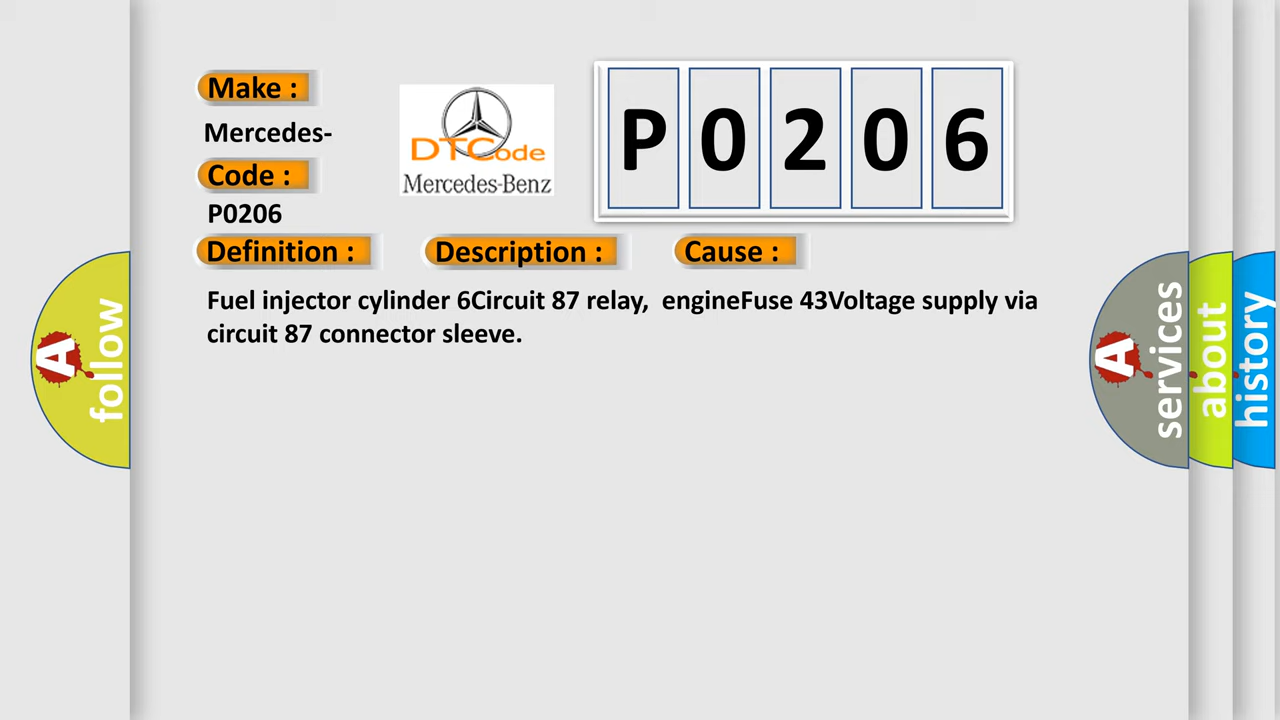 Make :
Mercedes-
Code :
P0206
DTCode
Mercedes-Benz
P0206
Definition :
Description :
Cause :
Fuel injector cylinder 6Circuit 87 relay,  engineFuse 43Voltage supply via
circuit 87 connector sleeve.
A follow
A services
about
history